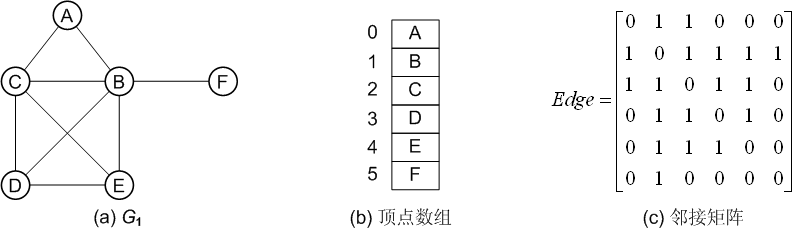 A
C
B
F
D
E
(a) G₁
0 A
1 B
2 C
3 D
4 E
5 F
(b) 顶点数组
Edge =
0 1 1 0 0 0
1 0 1 1 1 1
1 1 0 1 1 0
0 1 1 0 1 0
0 1 1 1 0 0
0 1 0 0 0 0
(c) 邻接矩阵